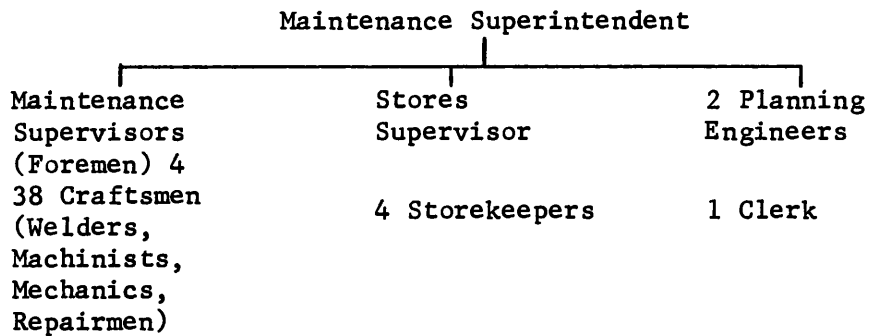 Maintenance Superintendent
Maintenance
Supervisors
(Foremen) 4
38 Craftsmen
(Welders,
Machinists,
Mechanics,
Repairmen)
Stores
Supervisor
4 Storekeepers
2 Planning
Engineers
1 Clerk